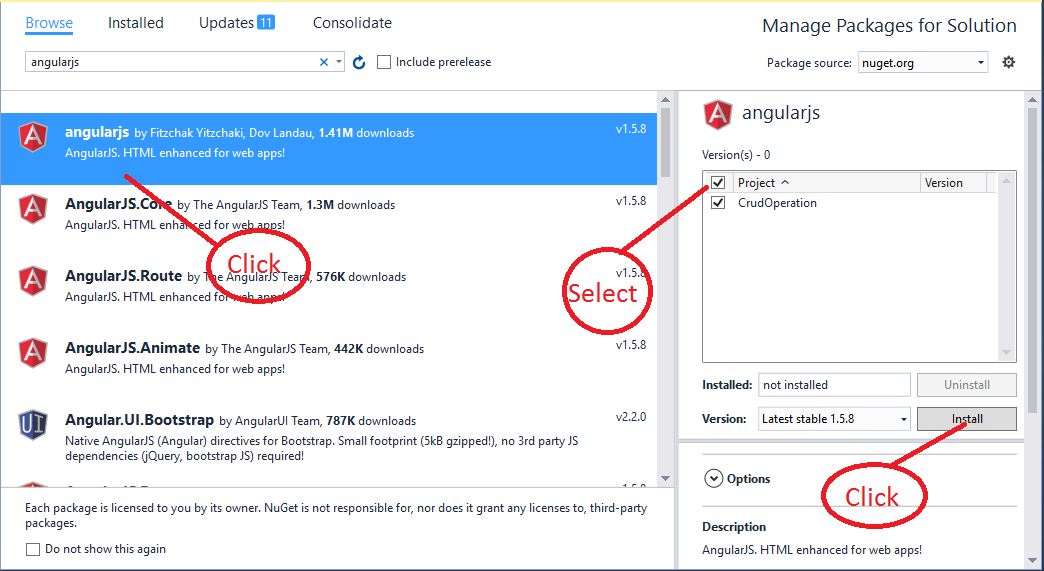 Browse Installed Updates 11 Consolidate
Manage Packages for Solution
angularjs
Include prerelease
Package source: nuget.org
angularjs by Fitzchak Yitzchaki, Dov Landau, 1.41M downloads
v1.5.8
AngularJS. HTML enhanced for web apps!
AngularJS.Core by The AngularJS Team, 1.3M downloads
v1.5.8
AngularJS. HTML enhanced for web apps!
Click
AngularJS.Route by The AngularJS Team, 576K downloads
v1.5.8
AngularJS. HTML enhanced for web apps!
Select
AngularJS.Animate by The AngularJS Team, 442K downloads
v1.5.8
AngularJS. HTML enhanced for web apps!
UI
Angular.UI.Bootstrap by AngularUI Team, 787K downloads
v2.2.0
Native AngularJS (Angular) directives for Bootstrap. Small footprint (5kB gzipped!), no 3rd party JS
dependencies (jQuery, bootstrap JS) required!
Each package is licensed to you by its owner. NuGet is not responsible for, nor does it grant any licenses to, third-party
packages.
Do not show this again
angularjs
Version(s) - 0
Project Version
CrudOperation
Installed: not installed Uninstall
Version: Latest stable 1.5.8 Install
Options
Click
Description
AngularJS. HTML enhanced for web apps!